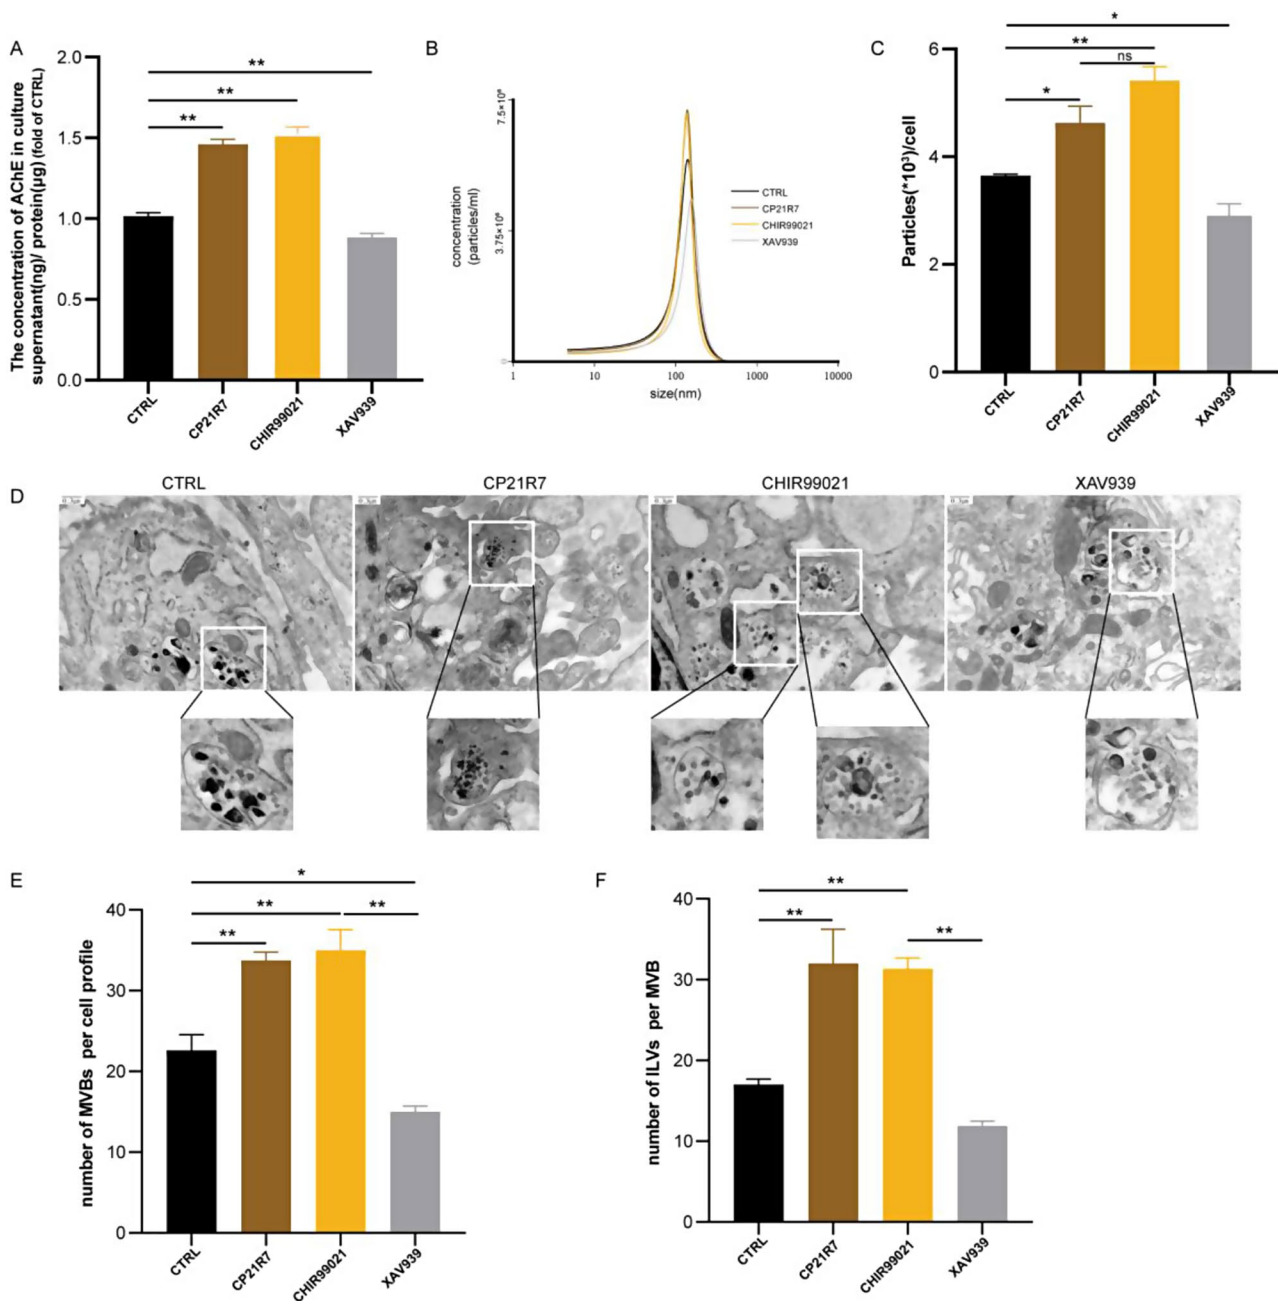 A
The concentration of AChE in culture
supernatant(ng)/ protein(μg) (fold of CTRL)
2.0
1.5
1.0
0.5
0.0
**
**
**
CTRL
CP21R7
CHIR99021
XAV939
B
concentration
(particles/ml)
7.5×10⁸
3.75×10⁸
0
CTRL
CP21R7
CHIR99021
XAV939
1
10
100
1000
10000
size(nm)
C
Particles(*10³)/cell
8
6
4
2
0
*
**
ns
*
CTRL
CP21R7
CHIR99021
XAV939
D
CTRL
CP21R7
CHIR99021
XAV939
E
number of MVBs per cell profile
40
30
20
10
0
*
**
**
**
CTRL
CP21R7
CHIR99021
XAV939
F
number of ILVs per MVB
40
30
20
10
0
**
**
**
CTRL
CP21R7
CHIR99021
XAV939